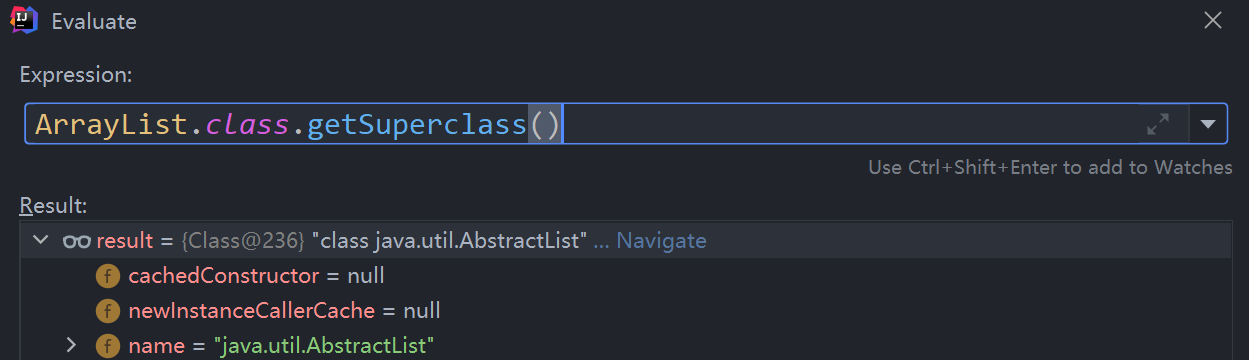 Evaluate
Expression:
ArrayList.class.getSuperclass()
Use Ctrl+Shift+Enter to add to Watches
Result:
result = {Class@236} "class java.util.AbstractList" ... Navigate
f cachedConstructor = null
f newInstanceCallerCache = null
f name = "java.util.AbstractList"